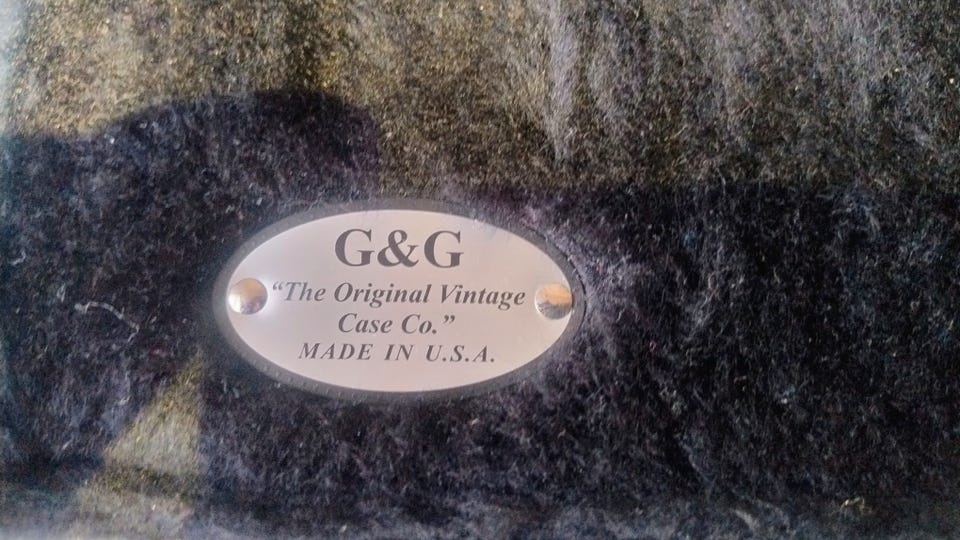 G&G
“The Original Vintage
Case Co.”
MADE IN U.S.A.